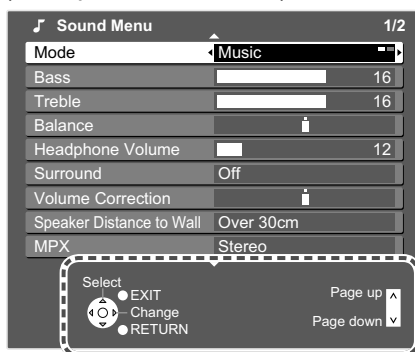 Sound Menu 1/2
Mode Music
Bass 16
Treble 16
Balance
Headphone Volume 12
Surround Off
Volume Correction
Speaker Distance to Wall Over 30cm
MPX Stereo
Select
EXIT
Change
RETURN
Page up
Page down